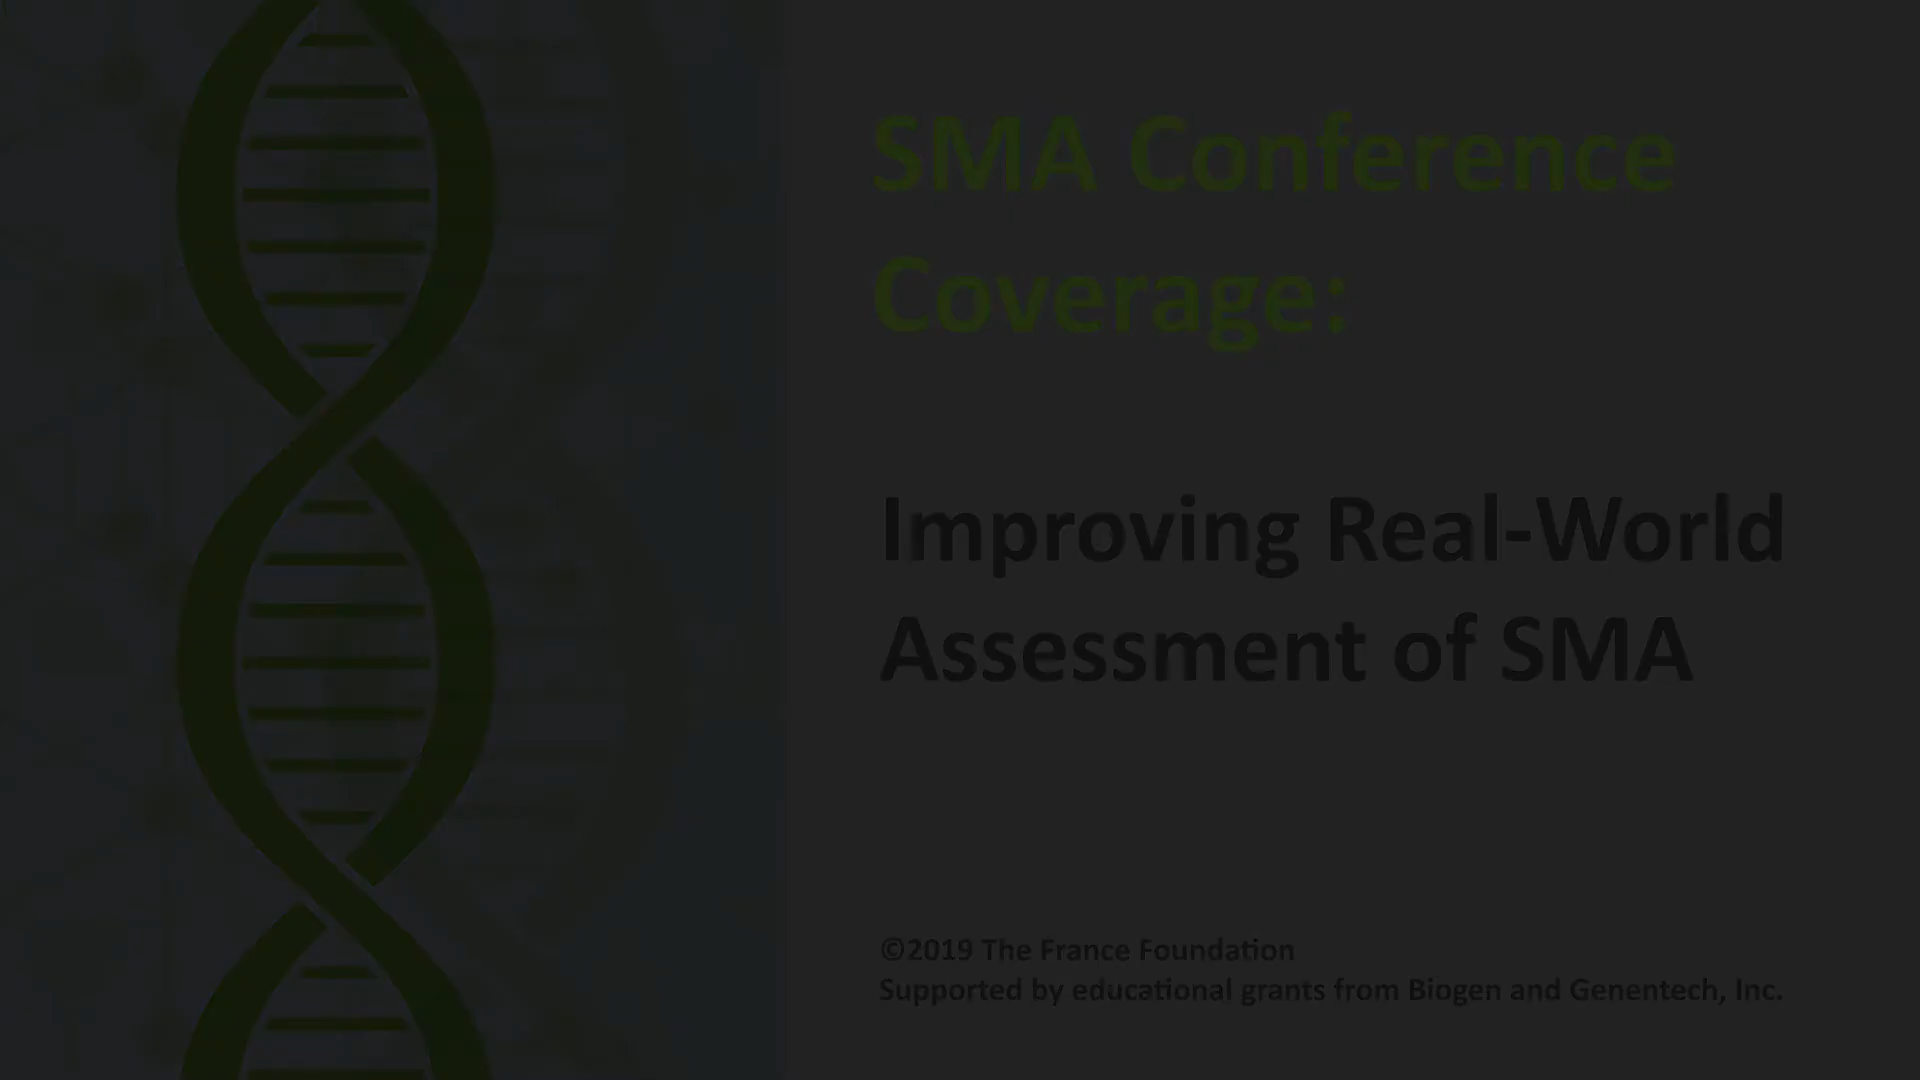 SMA Conference
Coverage:
Improving Real-World
Assessment of SMA
©2019 The France Foundation
Supported by educational grants from Biogen and Genentech, Inc.